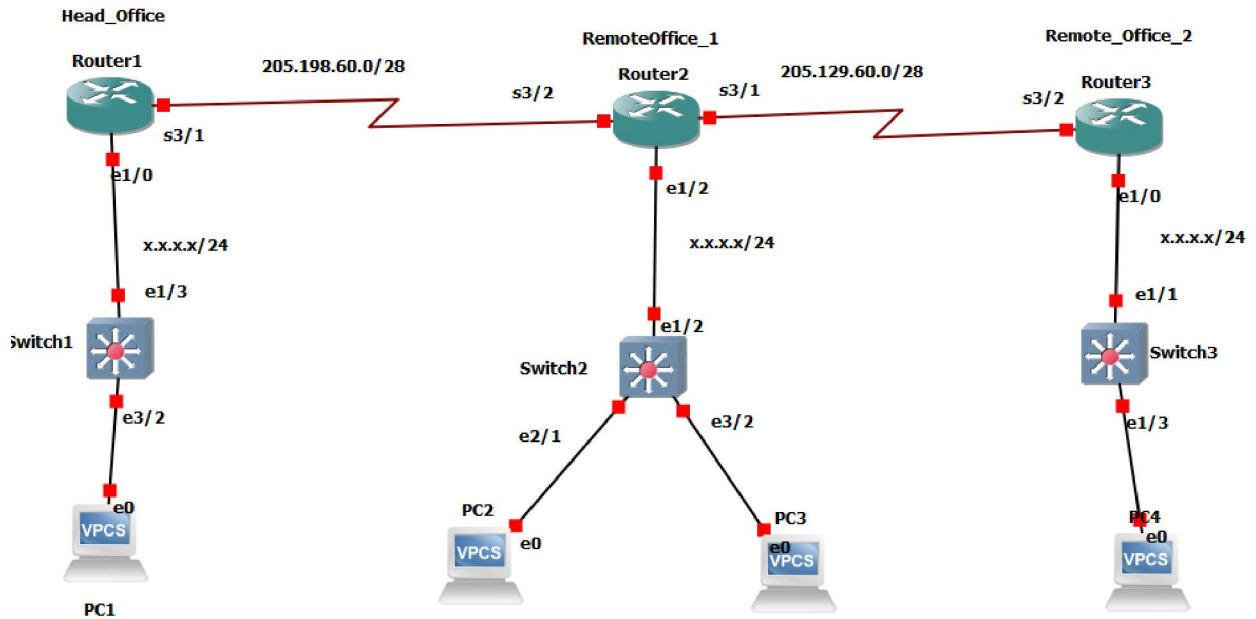 Head_Office
RemoteOffice_1
Remote_Office_2
Router1
205.198.60.0/28
Router2
205.129.60.0/28
Router3
s3/1
s3/2
s3/1
s3/2
e1/0
e1/2
e1/0
x.x.x.x/24
x.x.x.x/24
x.x.x.x/24
e1/3
e1/2
e1/1
Switch1
Switch2
Switch3
e3/2
e2/1
e3/2
e1/3
e0
VPCS
PC1
PC2
e0
VPCS
PC3
e0
VPCS
PC4
e0
VPCS